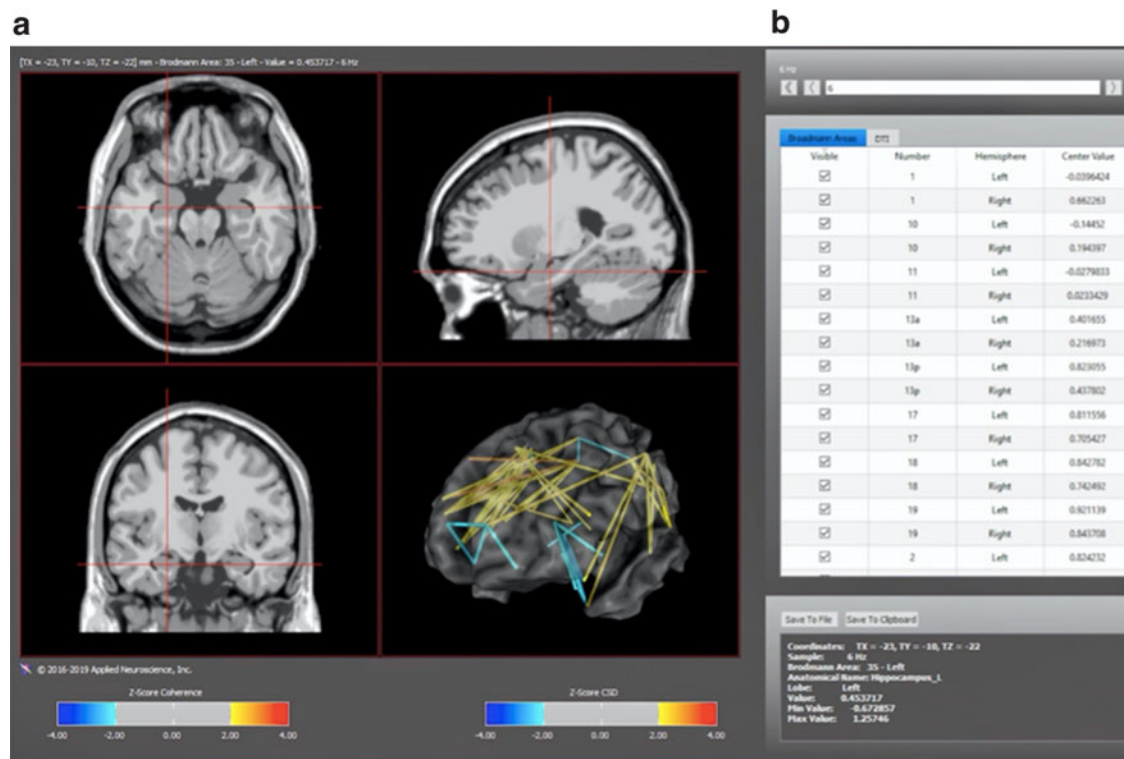 a
b
[TX = -23, TY = -10, TZ = -22] mm - Brodmann Area: 35 - Left - Value = 0.453717 - 6 Hz
© 2016-2019 Applied Neuroscience, Inc.
Z-Score Coherence
-4.00 -2.00 0.00 2.00 4.00
Z-Score CSD
-4.00 -2.00 0.00 2.00 4.00
6 Hz
6
Broadmann Areas DTI
Visible Number Hemisphere Center Value
1 Left -0.0396424
1 Right 0.662263
10 Left -0.14452
10 Right 0.194397
11 Left -0.0279833
11 Right 0.0233429
13a Left 0.401655
13a Right 0.216973
13p Left 0.823055
13p Right 0.437802
17 Left 0.811556
17 Right 0.705427
18 Left 0.842782
18 Right 0.742492
19 Left 0.921139
19 Right 0.843708
2 Left 0.824232
Save To File Save To Clipboard
Coordinates: TX = -23, TY = -10, TZ = -22
Sample: 6 Hz
Brodmann Area: 35 - Left
Anatomical Name: Hippocampus_L
Lobe: Left
Value: 0.453717
Min Value: -0.672857
Max Value: 1.25746